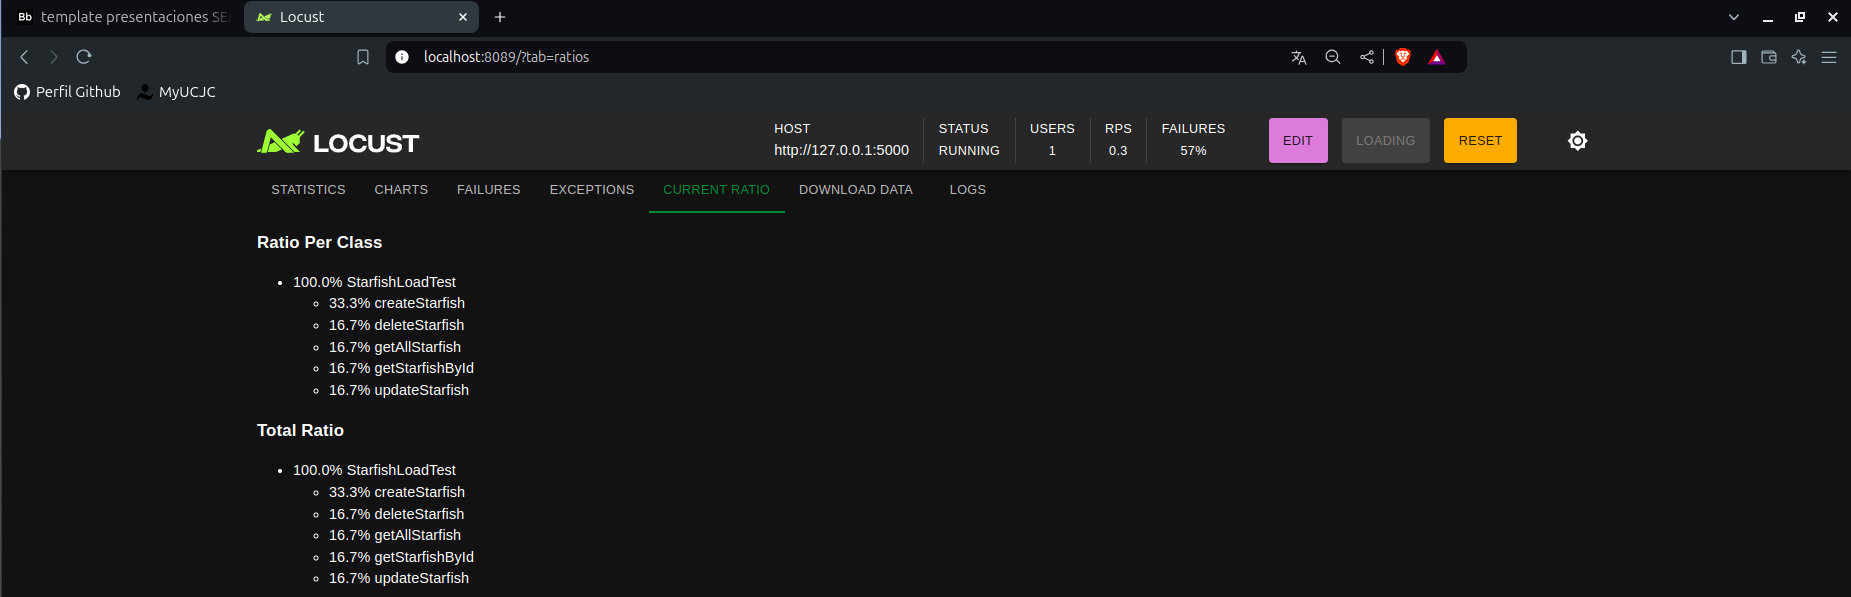 Bb template presentaciones SE
Locust
localhost:8089/?tab=ratios
Perfil Github
MyUCJC
LOCUST
HOST
http://127.0.0.1:5000
STATUS
RUNNING
USERS
1
RPS
0.3
FAILURES
57%
EDIT
LOADING
RESET
STATISTICS
CHARTS
FAILURES
EXCEPTIONS
CURRENT RATIO
DOWNLOAD DATA
LOGS
Ratio Per Class
100.0% StarfishLoadTest
33.3% createStarfish
16.7% deleteStarfish
16.7% getAllStarfish
16.7% getStarfishById
16.7% updateStarfish
Total Ratio
100.0% StarfishLoadTest
33.3% createStarfish
16.7% deleteStarfish
16.7% getAllStarfish
16.7% getStarfishById
16.7% updateStarfish